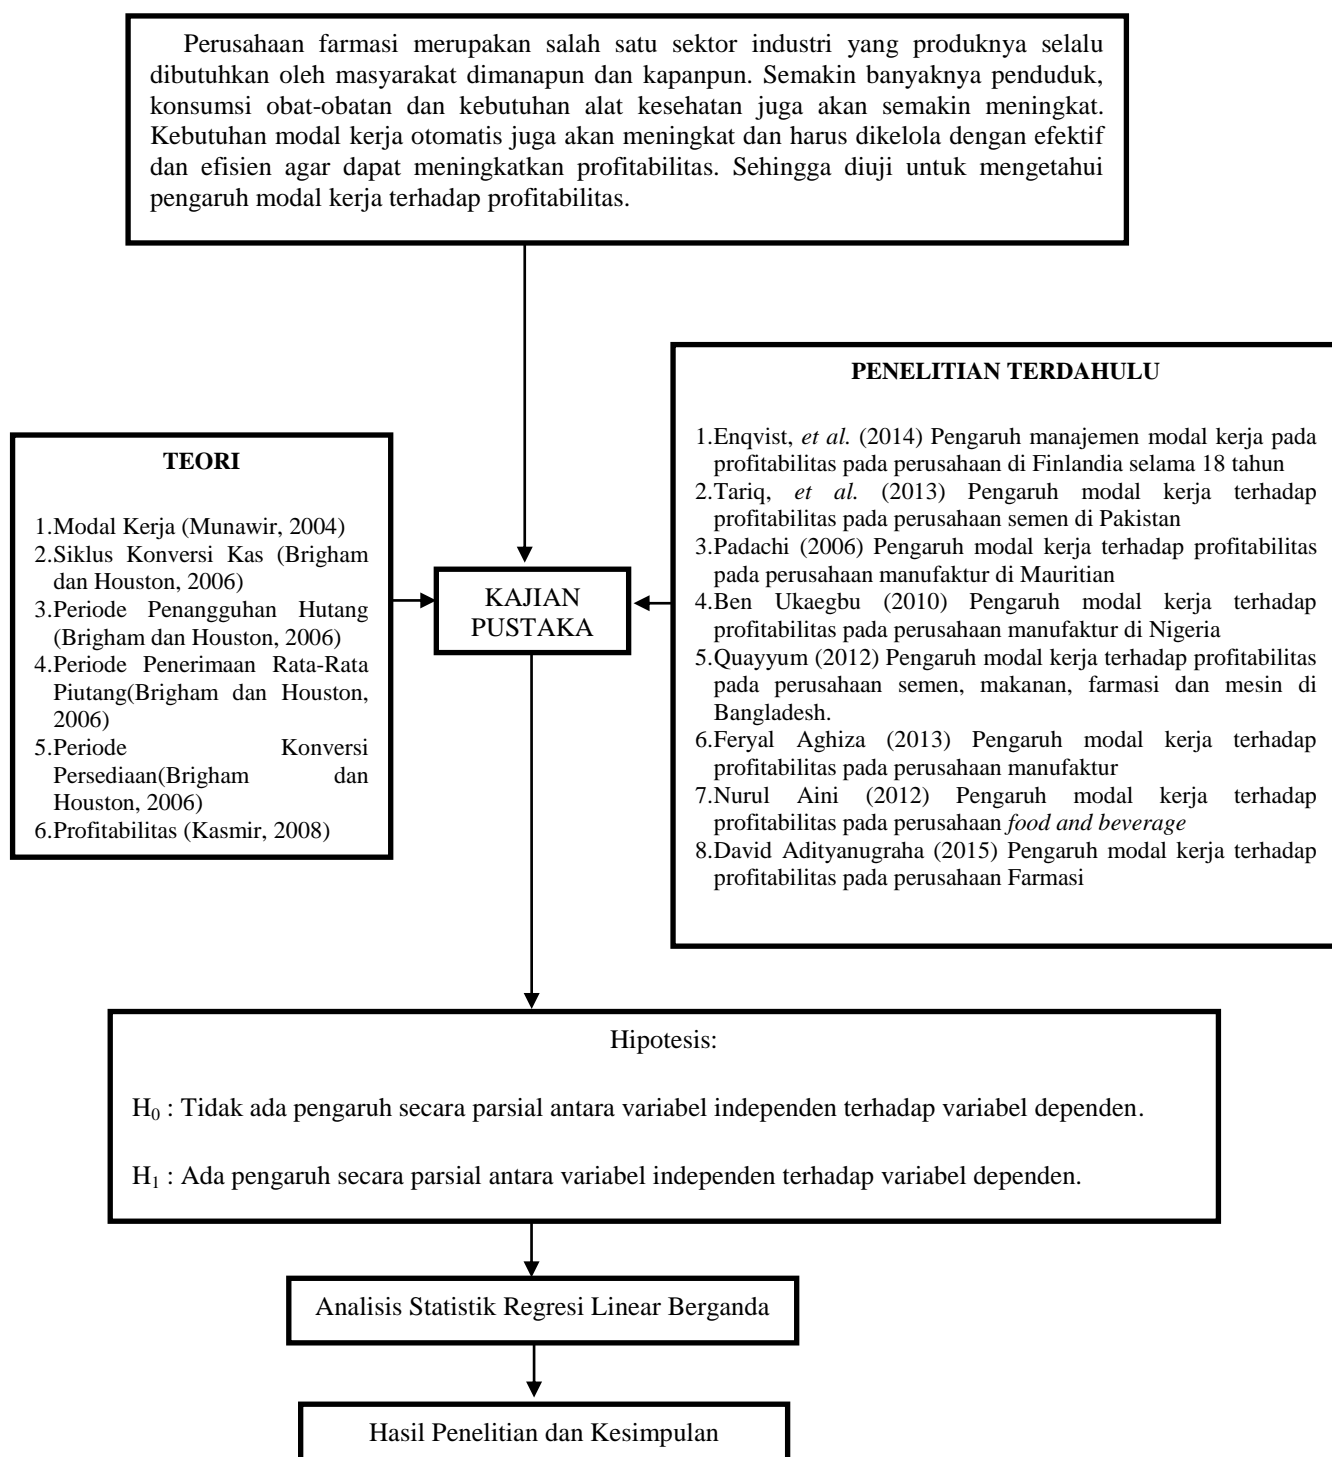 Perusahaan farmasi merupakan salah satu sektor industri yang produknya selalu
dibutuhkan oleh masyarakat dimanapun dan kapanpun. Semakin banyaknya penduduk,
konsumsi obat-obatan dan kebutuhan alat kesehatan juga akan semakin meningkat.
Kebutuhan modal kerja otomatis juga akan meningkat dan harus dikelola dengan efektif
dan efisien agar dapat meningkatkan profitabilitas. Sehingga diuji untuk mengetahui
pengaruh modal kerja terhadap profitabilitas.
TEORI
1.Modal Kerja (Munawir, 2004)
2.Siklus Konversi Kas (Brigham
dan Houston, 2006)
3.Periode Penangguhan Hutang
(Brigham dan Houston, 2006)
4.Periode Penerimaan Rata-Rata
Piutang(Brigham dan Houston,
2006)
5.Periode Konversi
Persediaan(Brigham dan
Houston, 2006)
6.Profitabilitas (Kasmir, 2008)
KAJIAN
PUSTAKA
PENELITIAN TERDAHULU
1.Enqvist, et al. (2014) Pengaruh manajemen modal kerja pada
profitabilitas pada perusahaan di Finlandia selama 18 tahun
2.Tariq, et al. (2013) Pengaruh modal kerja terhadap
profitabilitas pada perusahaan semen di Pakistan
3.Padachi (2006) Pengaruh modal kerja terhadap profitabilitas
pada perusahaan manufaktur di Mauritian
4.Ben Ukaegbu (2010) Pengaruh modal kerja terhadap
profitabilitas pada perusahaan manufaktur di Nigeria
5.Quayyum (2012) Pengaruh modal kerja terhadap profitabilitas
pada perusahaan semen, makanan, farmasi dan mesin di
Bangladesh.
6.Feryal Aghiza (2013) Pengaruh modal kerja terhadap
profitabilitas pada perusahaan manufaktur
7.Nurul Aini (2012) Pengaruh modal kerja terhadap
profitabilitas pada perusahaan food and beverage
8.David Adityanugraha (2015) Pengaruh modal kerja terhadap
profitabilitas pada perusahaan Farmasi
Hipotesis:
H0 : Tidak ada pengaruh secara parsial antara variabel independen terhadap variabel dependen.
H1 : Ada pengaruh secara parsial antara variabel independen terhadap variabel dependen.
Analisis Statistik Regresi Linear Berganda
Hasil Penelitian dan Kesimpulan